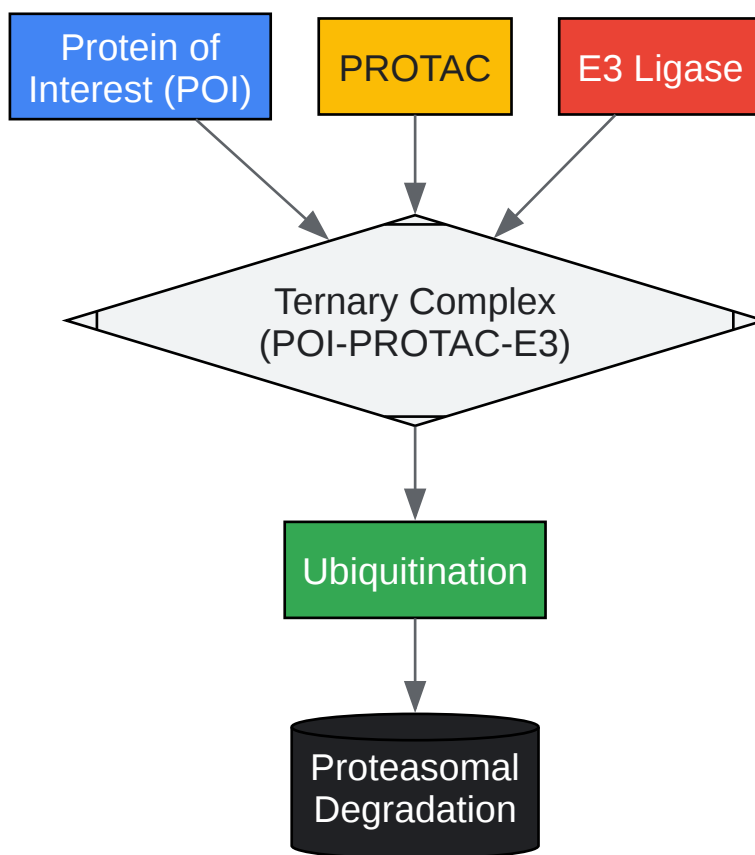 Protein of
Interest (POI)
PROTAC
E3 Ligase
Ternary Complex
(POI-PROTAC-E3)
Ubiquitination
Proteasomal
Degradation